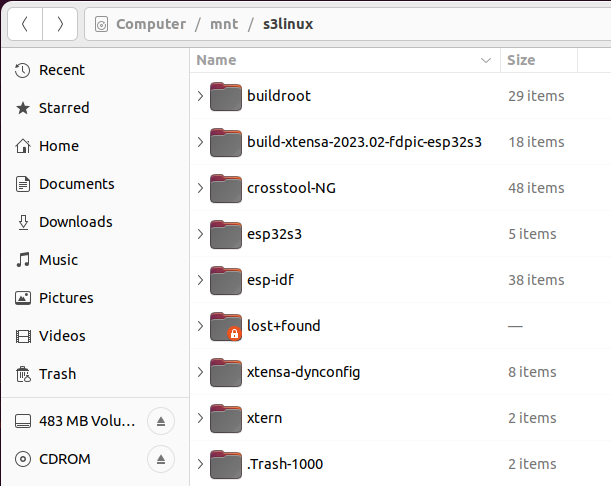 Computer / mnt / s3linux
Name Size
Recent
Starred
Home
Documents
Downloads
Music
Pictures
Videos
Trash
483 MB Volu...
CDROM
buildroot 29 items
build-xtensa-2023.02-fdpic-esp32s3 18 items
crosstool-NG 48 items
esp32s3 5 items
esp-idf 38 items
lost+found —
xtensa-dynconfig 8 items
xtern 2 items
.Trash-1000 2 items